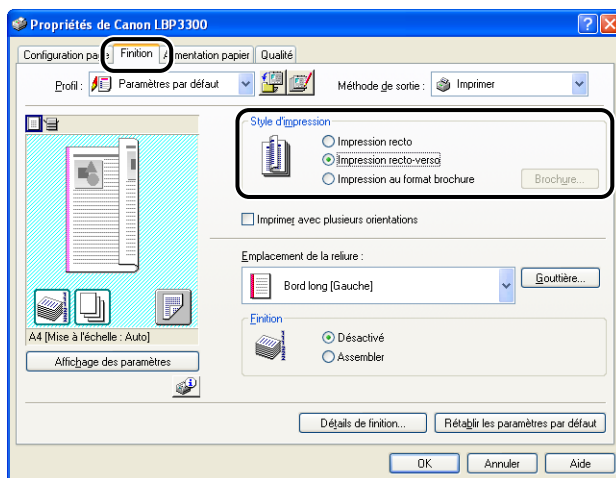 Propriétés de Canon LBP3300
Configuration pa e Finition A mentation papier Qualité
Profil : Paramètres par défaut Méthode de sortie : Imprimer
Style d'impression
Impression recto
Impression recto-verso
Impression au format brochure Brochure...
Imprimer avec plusieurs orientations
Emplacement de la reliure :
Bord long [Gauche] Gouttière...
Finition
Désactivé
Assembler
A4 [Mise à l'échelle : Auto]
Affichage des paramètres
Détails de finition... Rétablir les paramètres par défaut
OK Annuler Aide